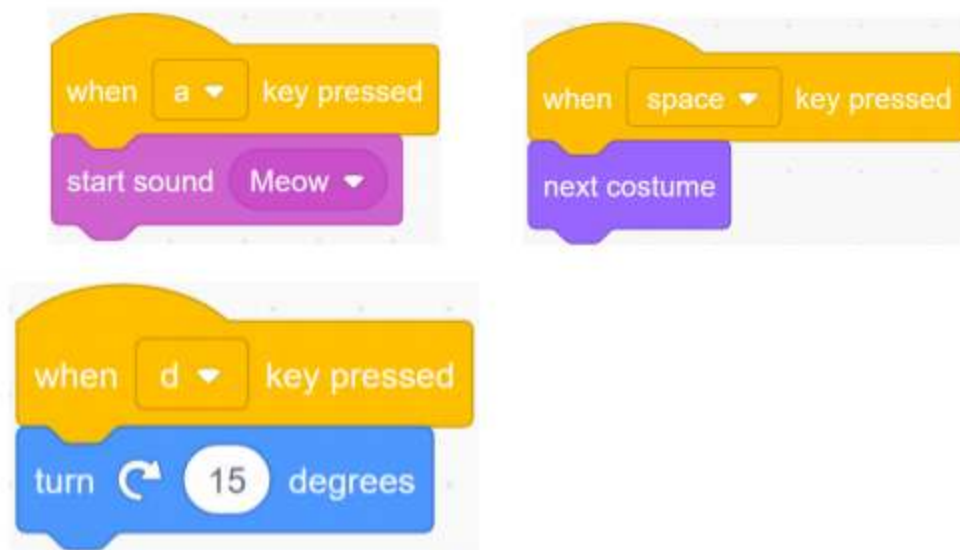 when a key pressed
start sound Meow
when space key pressed
next costume
when d key pressed
turn 15 degrees